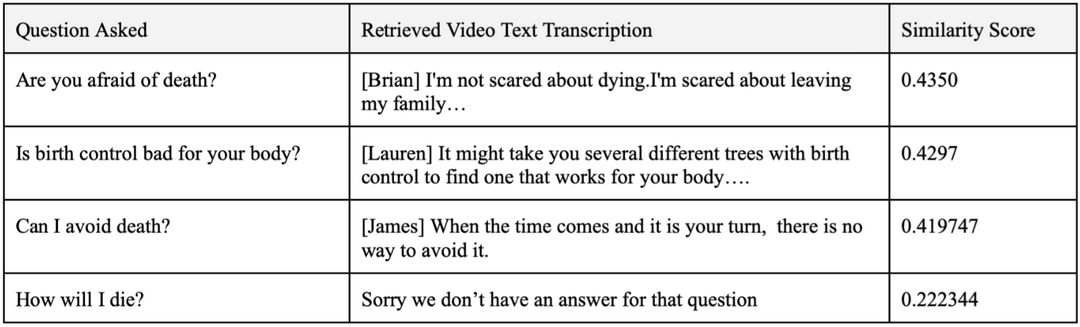 Question Asked Retrieved Video Text Transcription Similarity Score
Are you afraid of death? [Brian] I'm not scared about dying.I'm scared about leaving 0.4350
my family…
Is birth control bad for your body? [Lauren] It might take you several different trees with birth 0.4297
control to find one that works for your body….
Can I avoid death? [James] When the time comes and it is your turn, there is no 0.419747
way to avoid it.
How will I die? Sorry we don’t have an answer for that question 0.222344